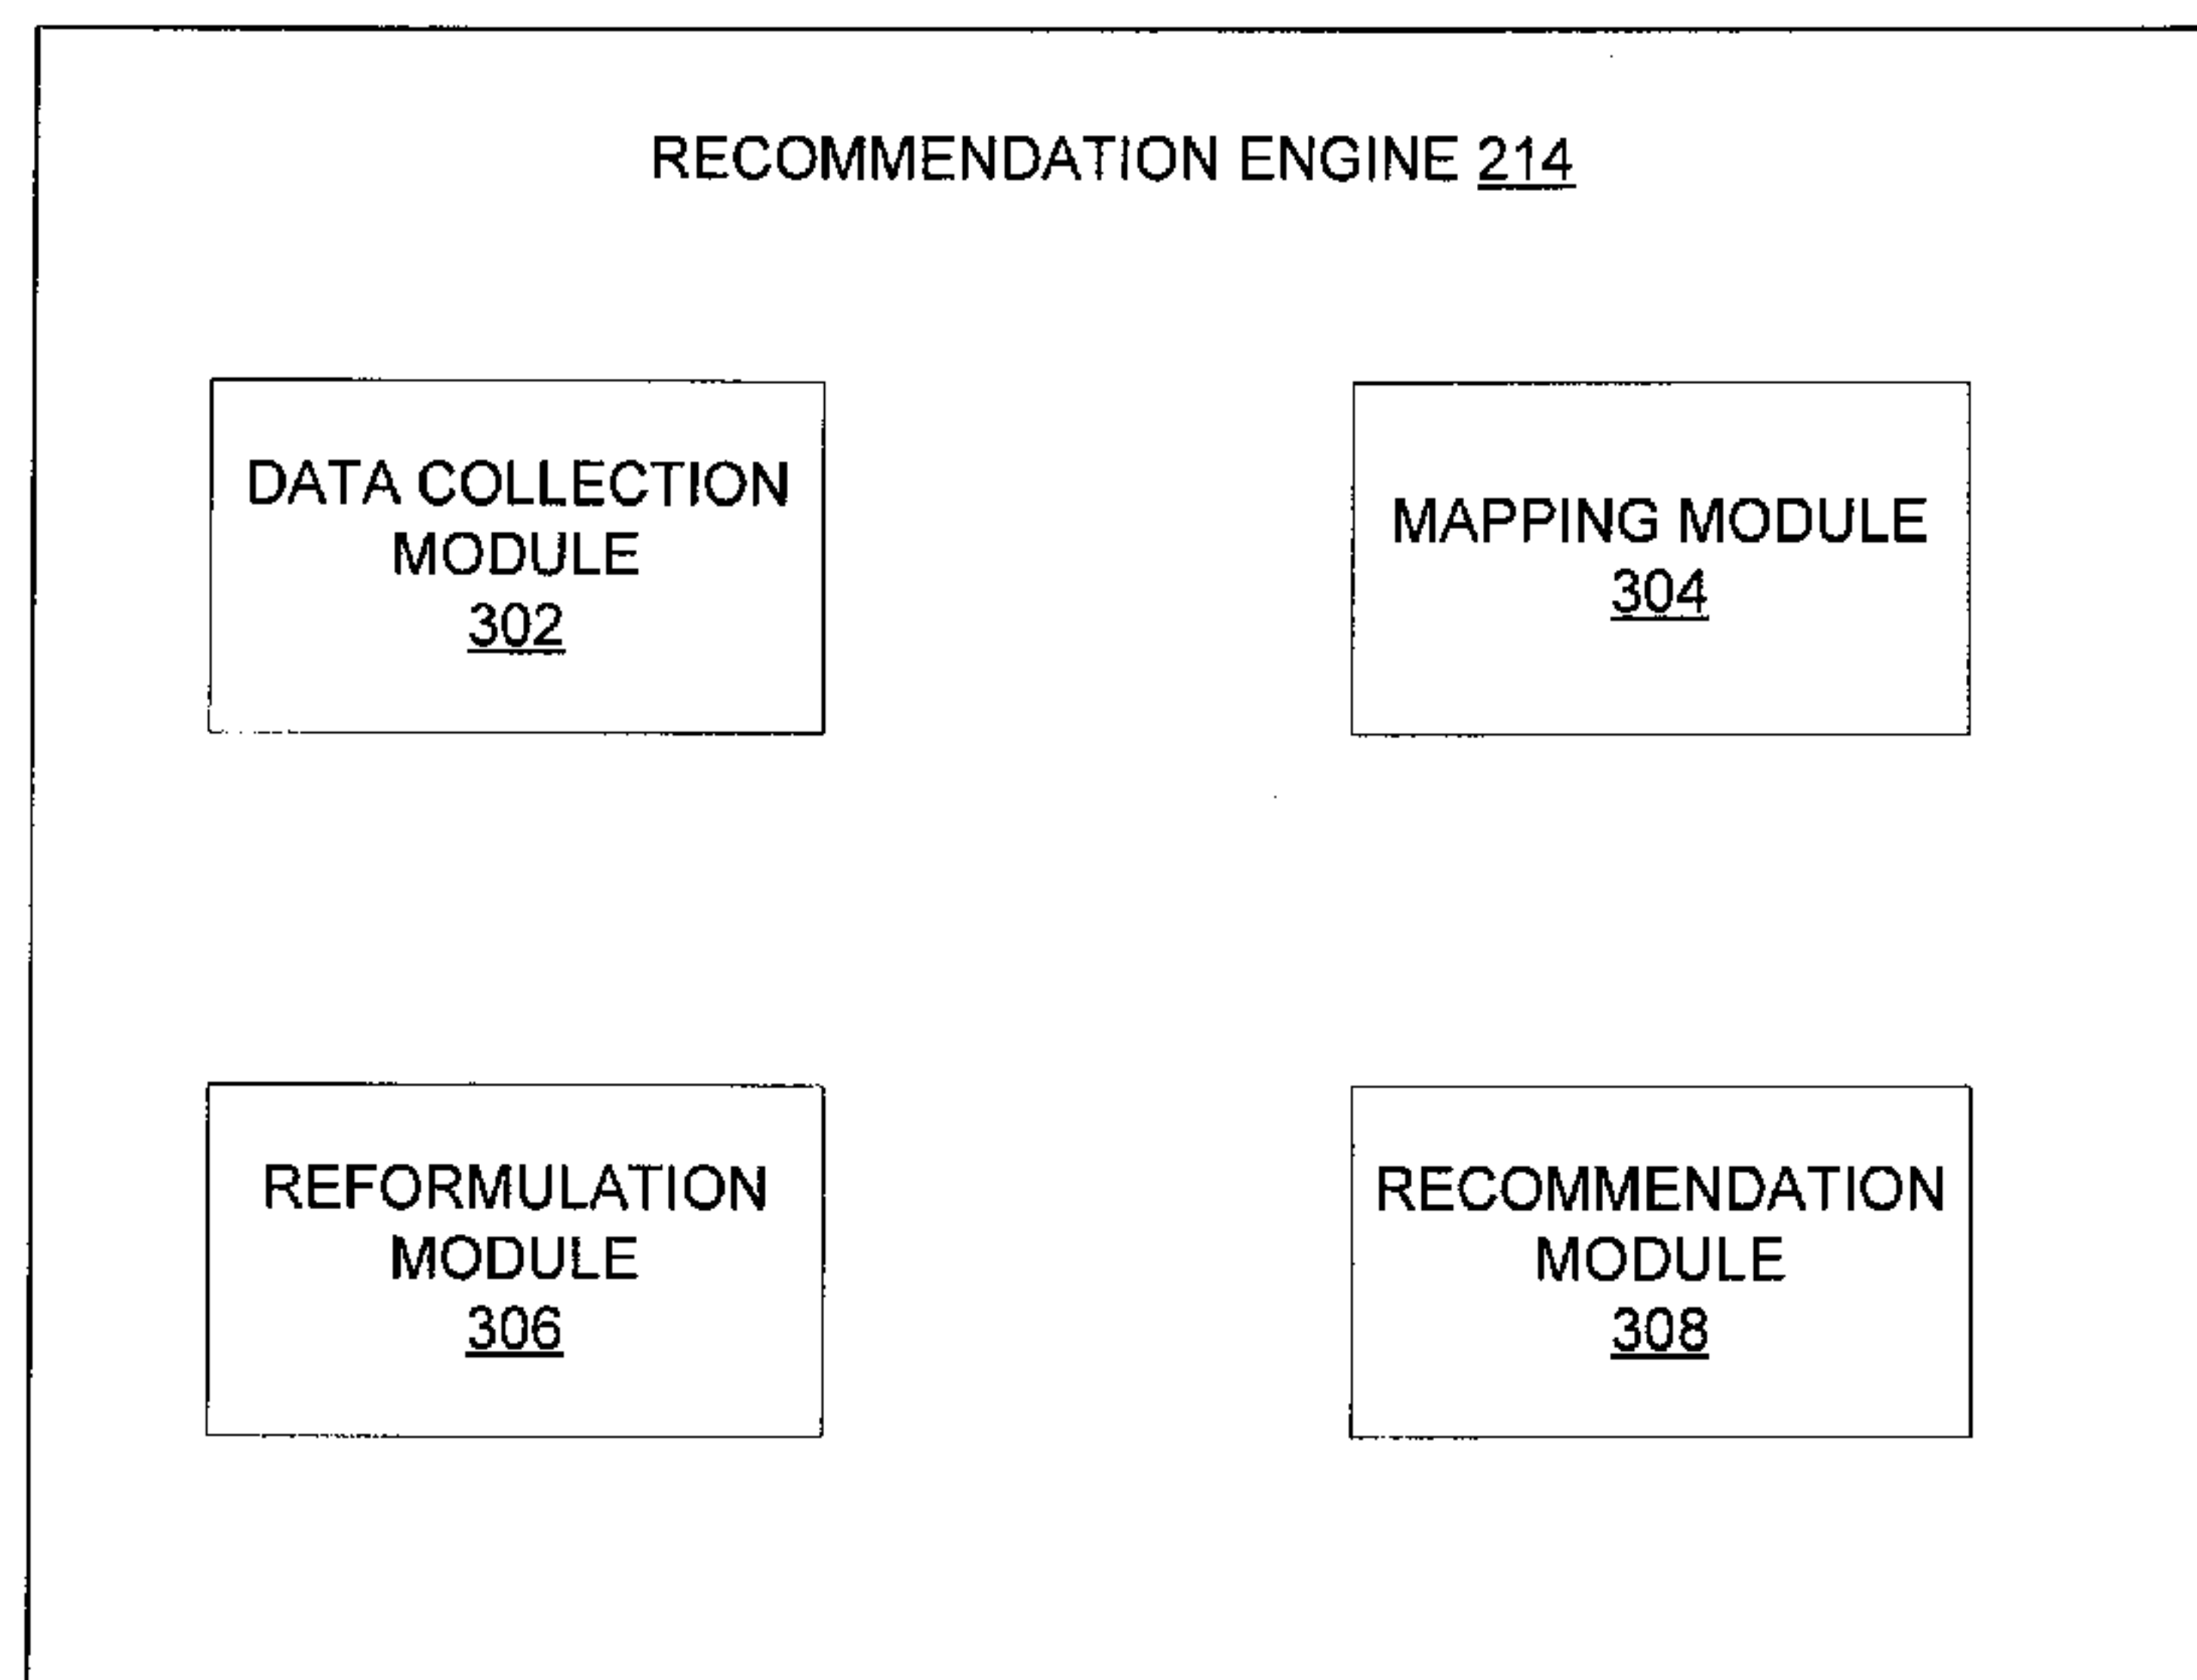 RECOMMENDATION ENGINE 214
DATA COLLECTION
MODULE
302
MAPPING MODULE
304
REFORMULATION
MODULE
306
RECOMMENDATION
MODULE
308